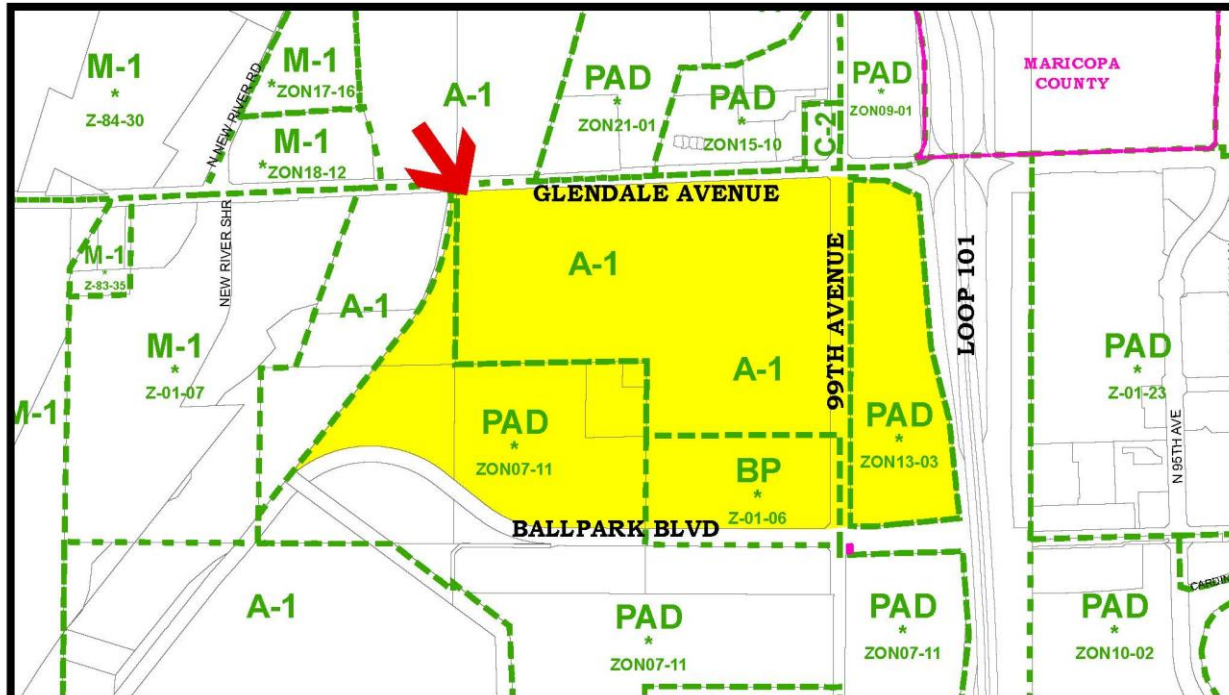 M-1
*
Z-84-30
N NEW RIVER RD
M-1
*
ZON17-16
M-1
*
ZON18-12
A-1
PAD
*
ZON21-01
PAD
*
ZON15-10
C-2
PAD
*
ZON09-01
MARICOPA
COUNTY
GLENDALE AVENUE
M-1
*
Z-83-35
NEW RIVER SHR
A-1
A-1
99TH AVENUE
LOOP 101
M-1
*
Z-01-07
M-1
A-1
PAD
*
ZON07-11
BP
*
Z-01-06
PAD
*
ZON13-03
PAD
*
Z-01-23
N 95TH AVE
BALLPARK BLVD
A-1
PAD
*
ZON07-11
PAD
*
ZON07-11
PAD
*
ZON10-02
CARDIN